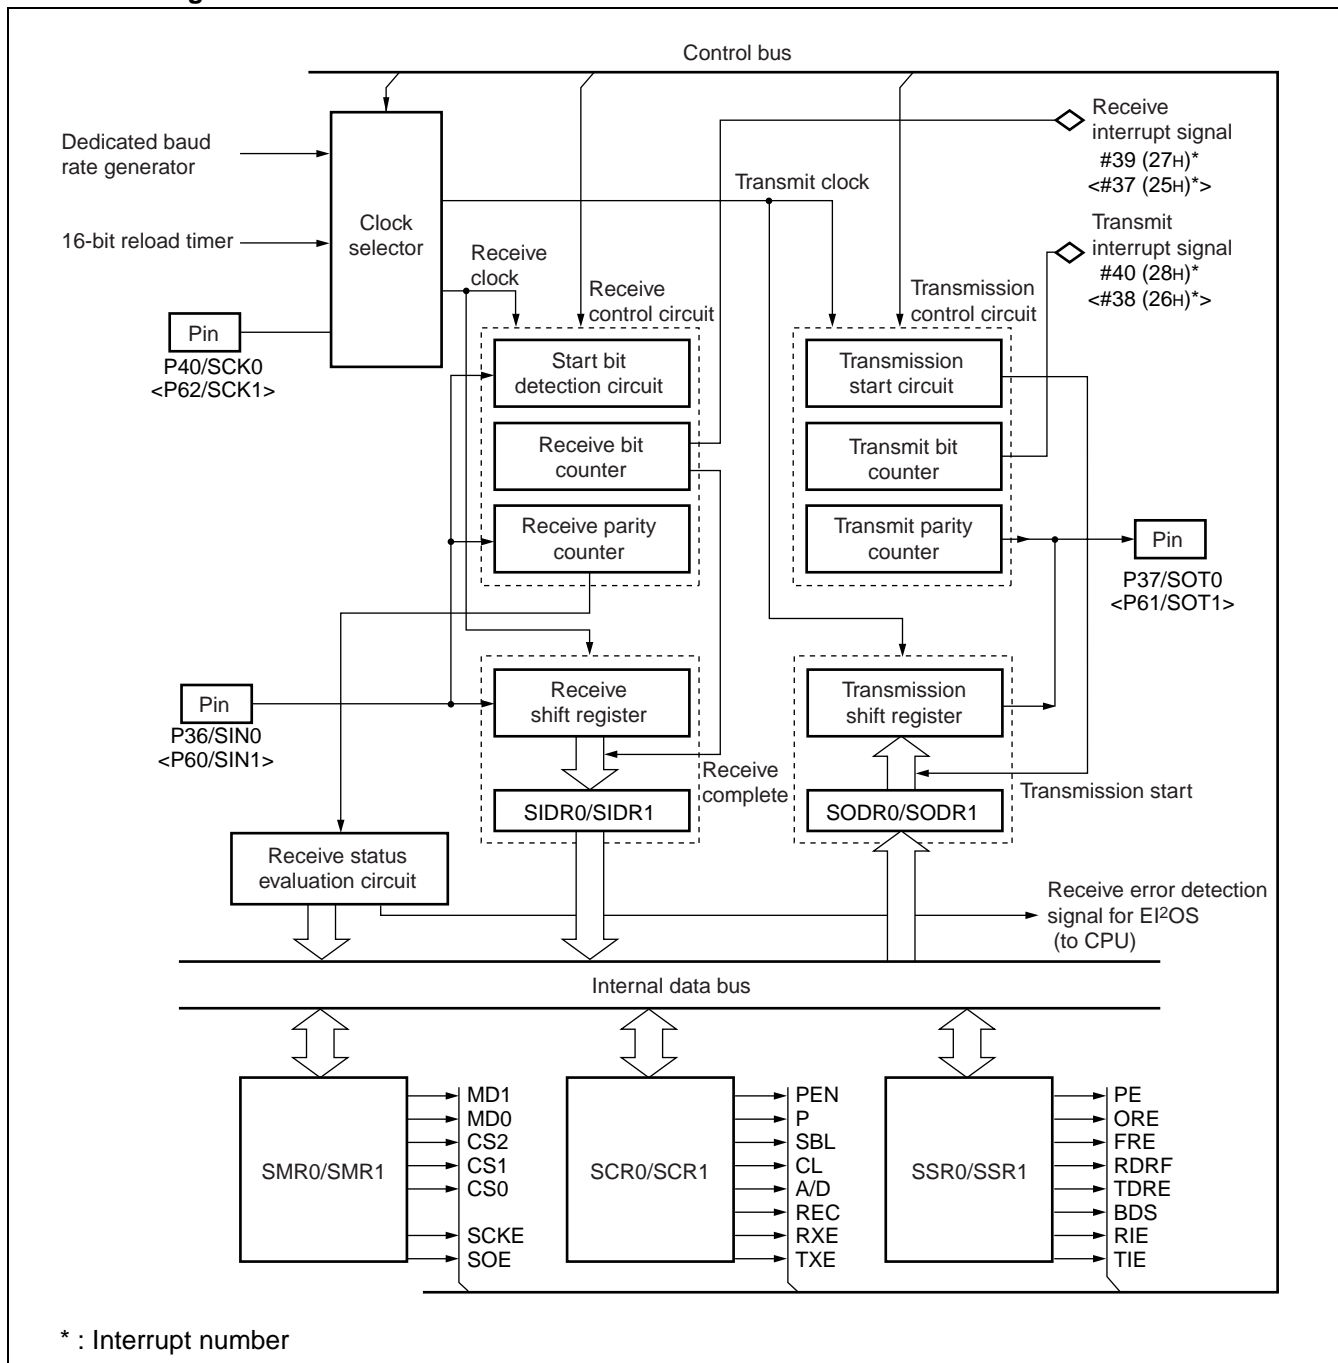 Control bus
Dedicated baud
rate generator
16-bit reload timer
Pin
P40/SCK0
<P62/SCK1>
Clock
selector
Transmit clock
Receive
clock
Receive
control circuit
Transmission
control circuit
Receive
interrupt signal
#39 (27H)*
<#37 (25H)*>
Transmit
interrupt signal
#40 (28H)*
<#38 (26H)*>
Start bit
detection circuit
Receive bit
counter
Receive parity
counter
Transmission
start circuit
Transmit bit
counter
Transmit parity
counter
Pin
P37/SOT0
<P61/SOT1>
Pin
P36/SIN0
<P60/SIN1>
Receive
shift register
Receive
complete
SIDR0/SIDR1
Transmission
shift register
Transmission start
SODR0/SODR1
Receive status
evaluation circuit
Receive error detection
signal for EI2OS
(to CPU)
Internal data bus
SMR0/SMR1
MD1
MD0
CS2
CS1
CS0
SCKE
SOE
SCR0/SCR1
PEN
P
SBL
CL
A/D
REC
RXE
TXE
SSR0/SSR1
PE
ORE
FRE
RDRF
TDRE
BDS
RIE
TIE
* : Interrupt number